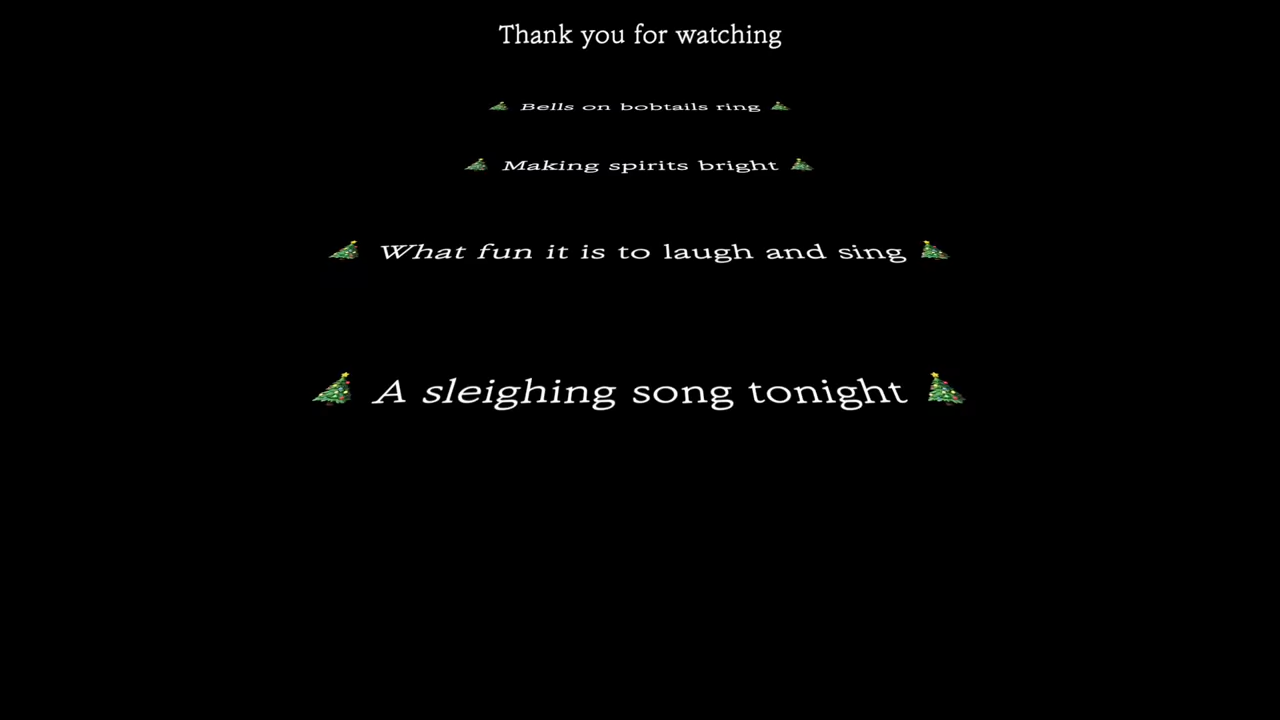 Thank you for watching
🎄 Bells on bobtails ring 🎄
🎄 Making spirits bright 🎄
🎄 What fun it is to laugh and sing 🎄
🎄 A sleighing song tonight 🎄